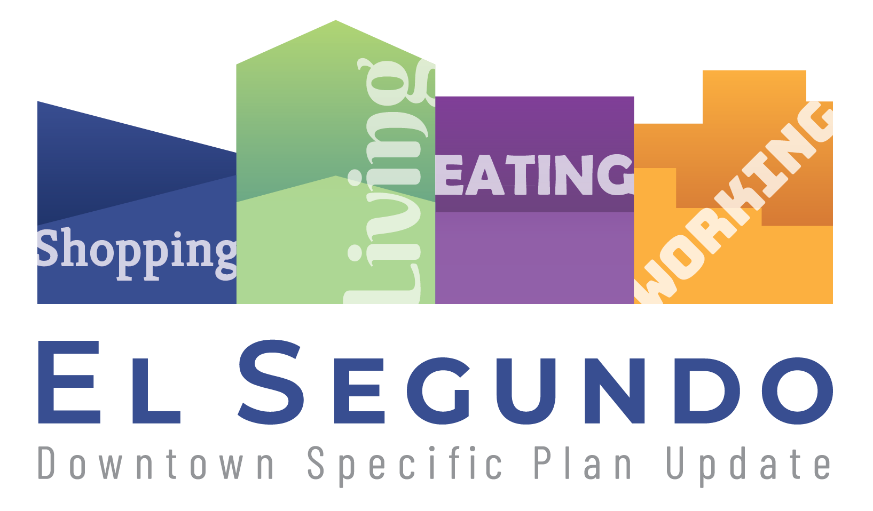 Shopping
Living
EATING
WORKING
EL SEGUNDO
Downtown Specific Plan Update